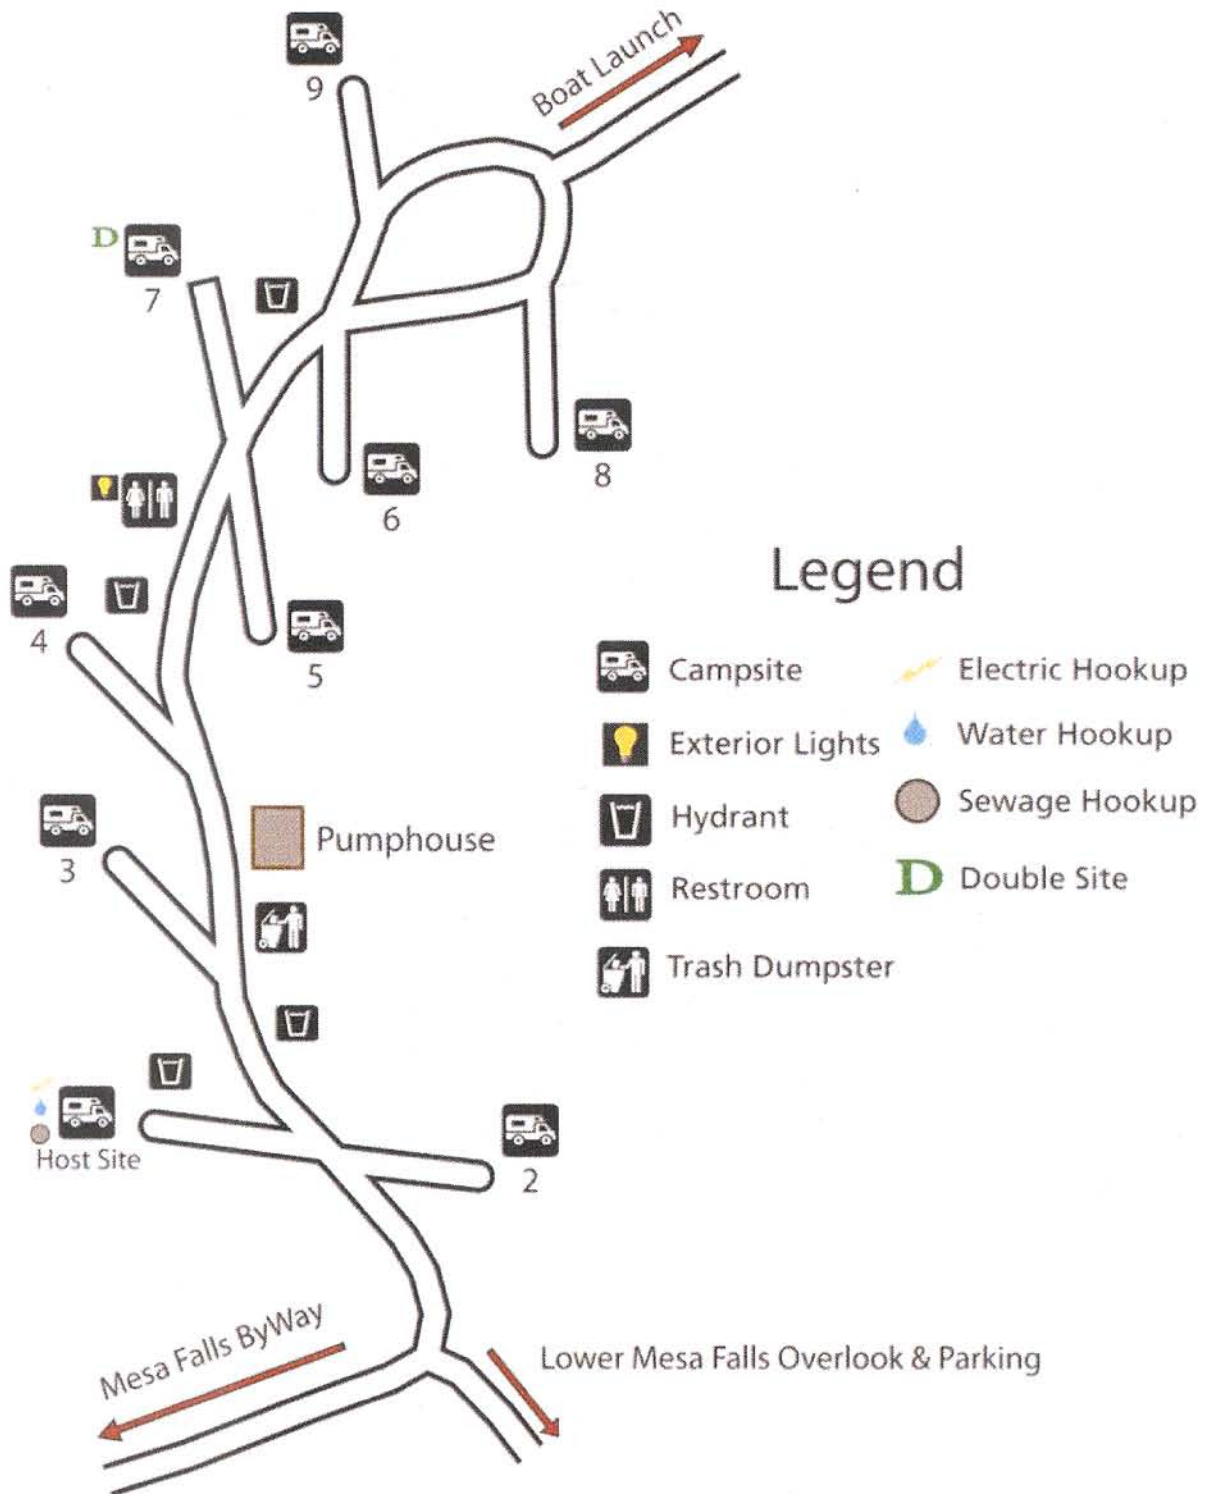 Boat Launch
9
D
7
8
6
4
5
Legend
Campsite
Electric Hookup
Exterior Lights
Water Hookup
Hydrant
Sewage Hookup
Restroom
D Double Site
Trash Dumpster
Pumphouse
3
Host Site
2
Mesa Falls ByWay
Lower Mesa Falls Overlook & Parking